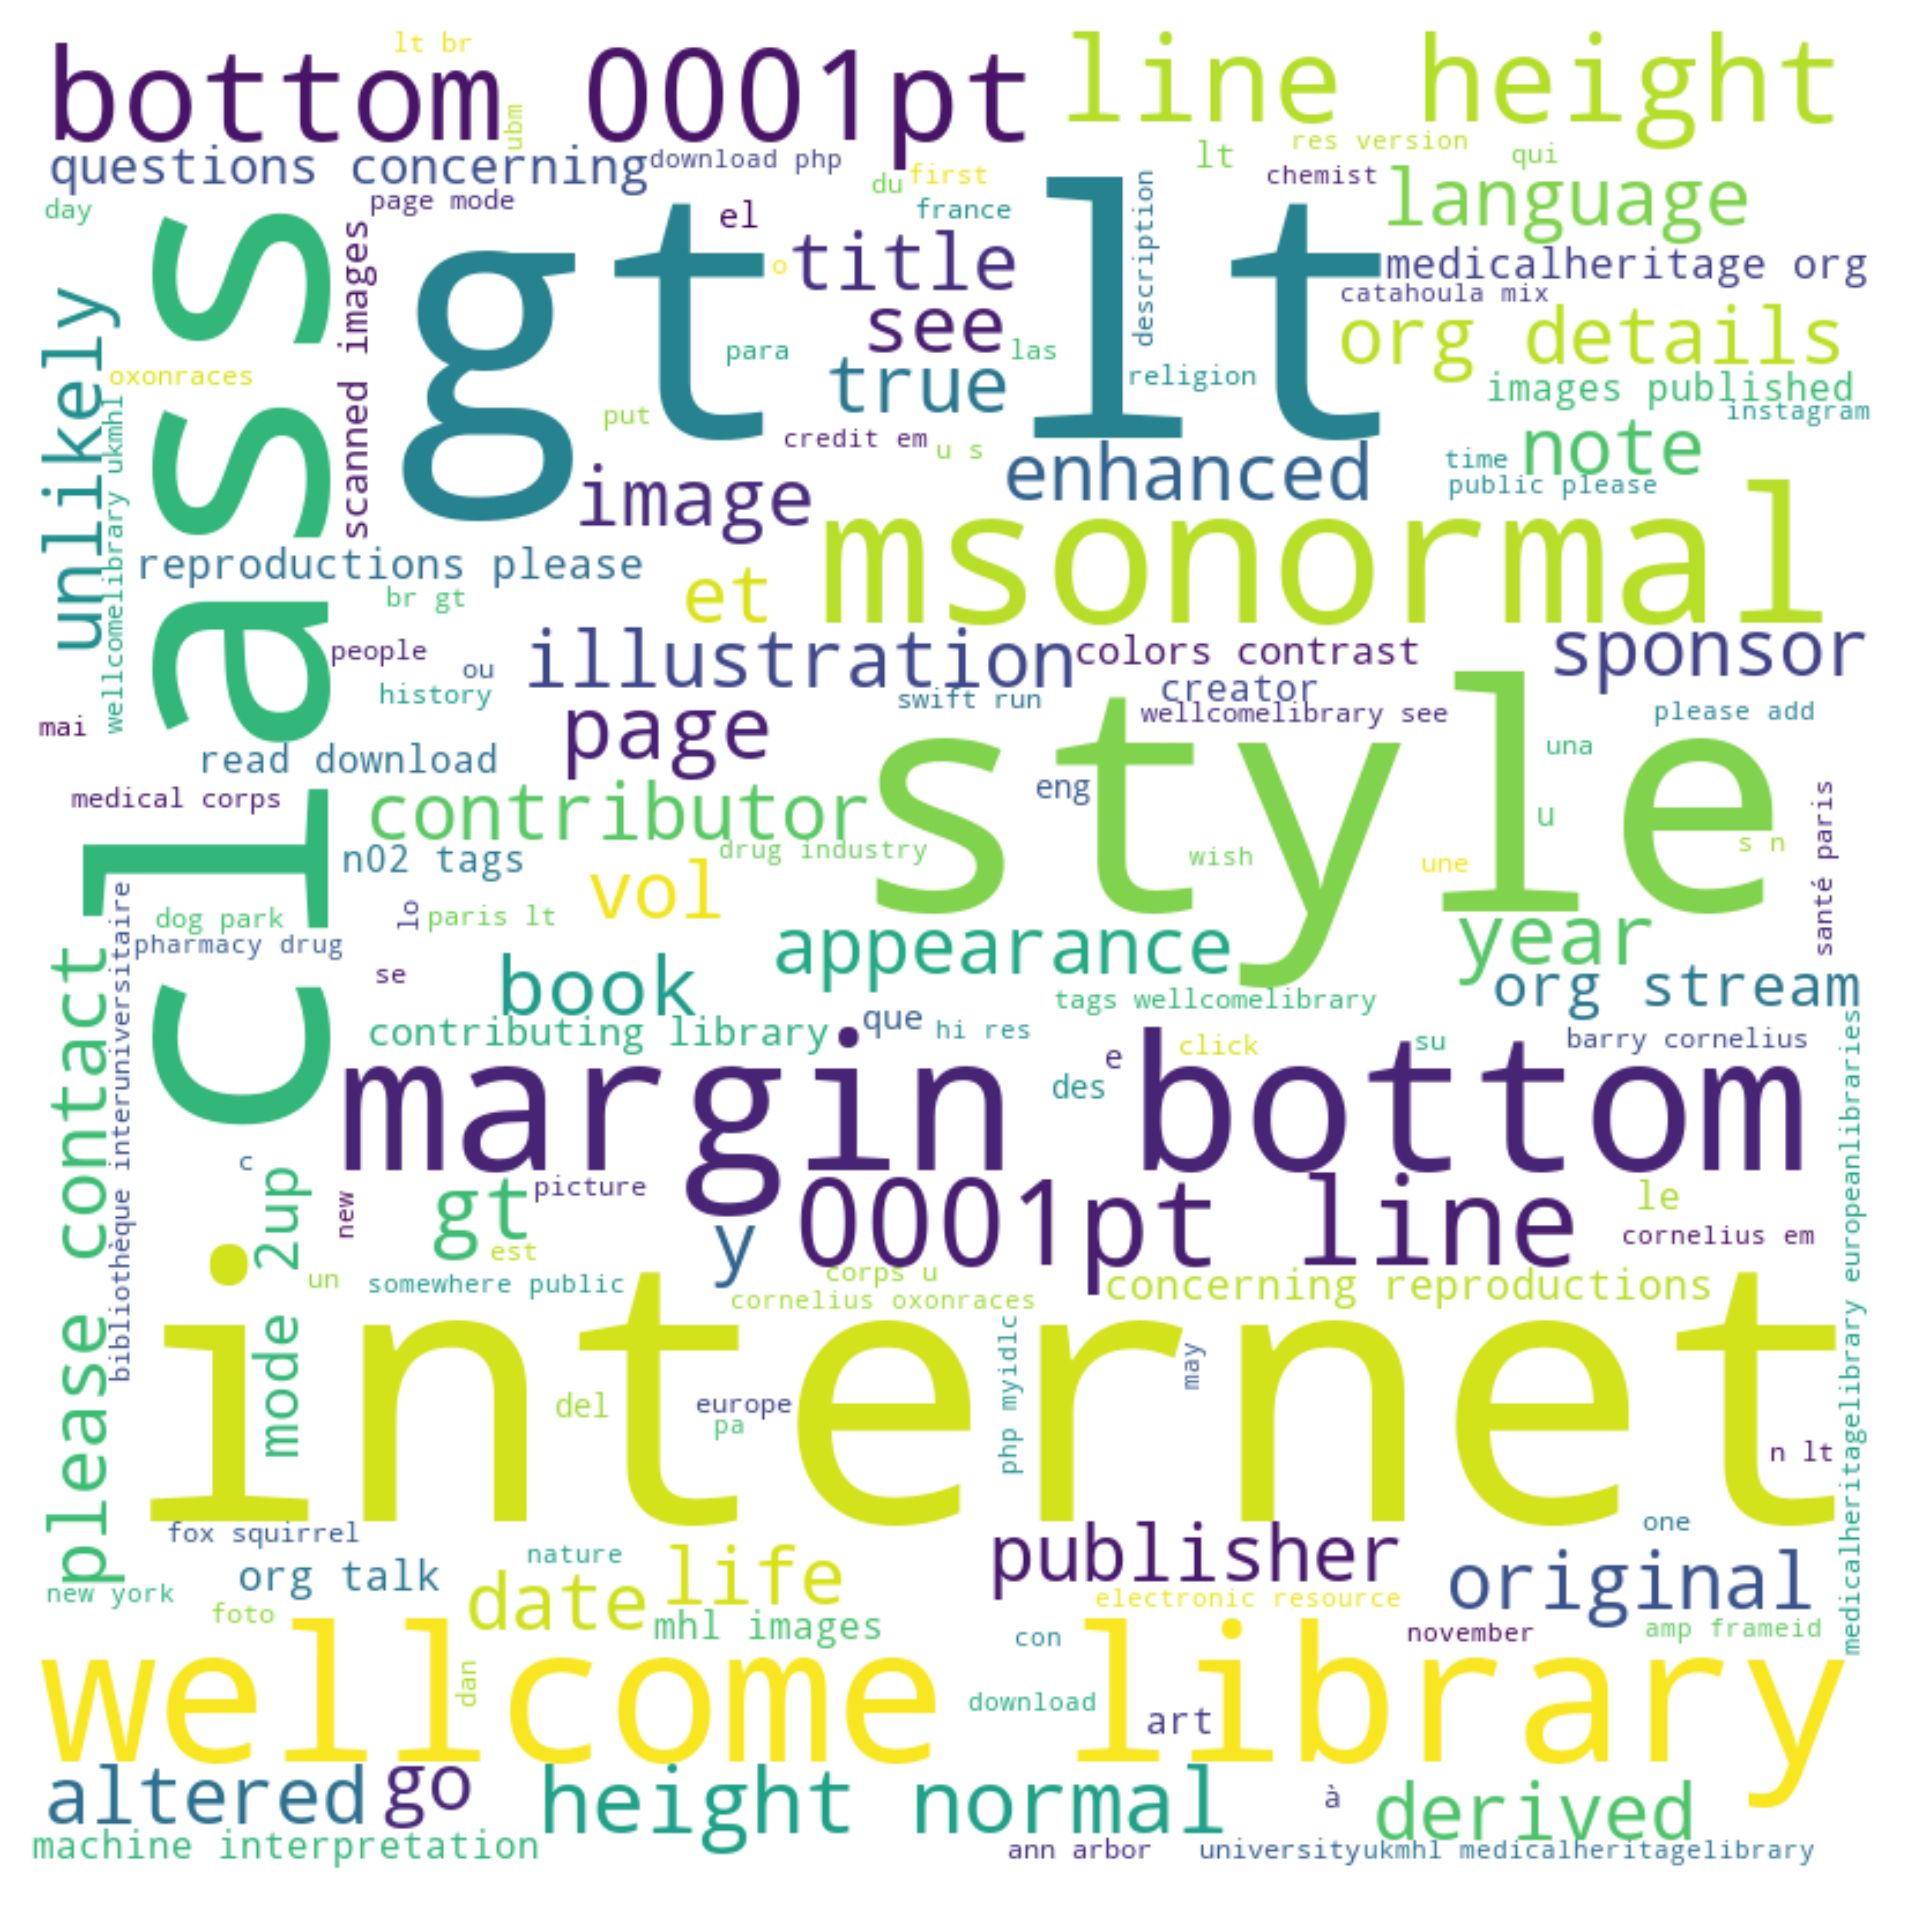 lt br
bottom 0001pt
line height
ubm
questions concerning
download php
res version
lt
qui
du
first
chemist
language
day
page mode
el
france
description
class
gt lt
title
o
medicalheritage org
catahoula mix
scanned images
unlikely
see
org details
para
las
oxonraces
true
religion
images published
instagram
wellcomelibrary ukmhl
put
credit em
u s
note
time
enhanced
public please
image
msonormal
reproductions please
et
br gt
people
ou
illustration
colors contrast
sponsor
history
creator
swift run
mai
page
wellcomelibrary see
please add
style
una
read download
eng
medical corps
contributor
u
santé paris
n02 tags
drug industry
wish
une
s n
vol
dog park
lo
paris lt
pharmacy drug
bibliothèque interuniversitaire
appearance
year
se
book
org stream
tags wellcomelibrary
contributing library
que
hi res
e
click
su
barry cornelius
please contact
margin bottom
des
medicalheritagelibrary europeanlibraries
c
mode 2up
new
gt
picture
y
0001pt line
le
cornelius em
est
un
somewhere public
corps u
cornelius oxonraces
concerning reproductions
internet
del
europe
pa
php myidlc
may
n lt
fox squirrel
publisher
one
org talk
nature
life
original
new york
date
electronic resource
foto
mhl images
con
november
amp frameid
wellcome library
dan
download
art
altered
go
height normal
à
derived
machine interpretation
ann arbor
universityukmhl medicalheritagelibrary